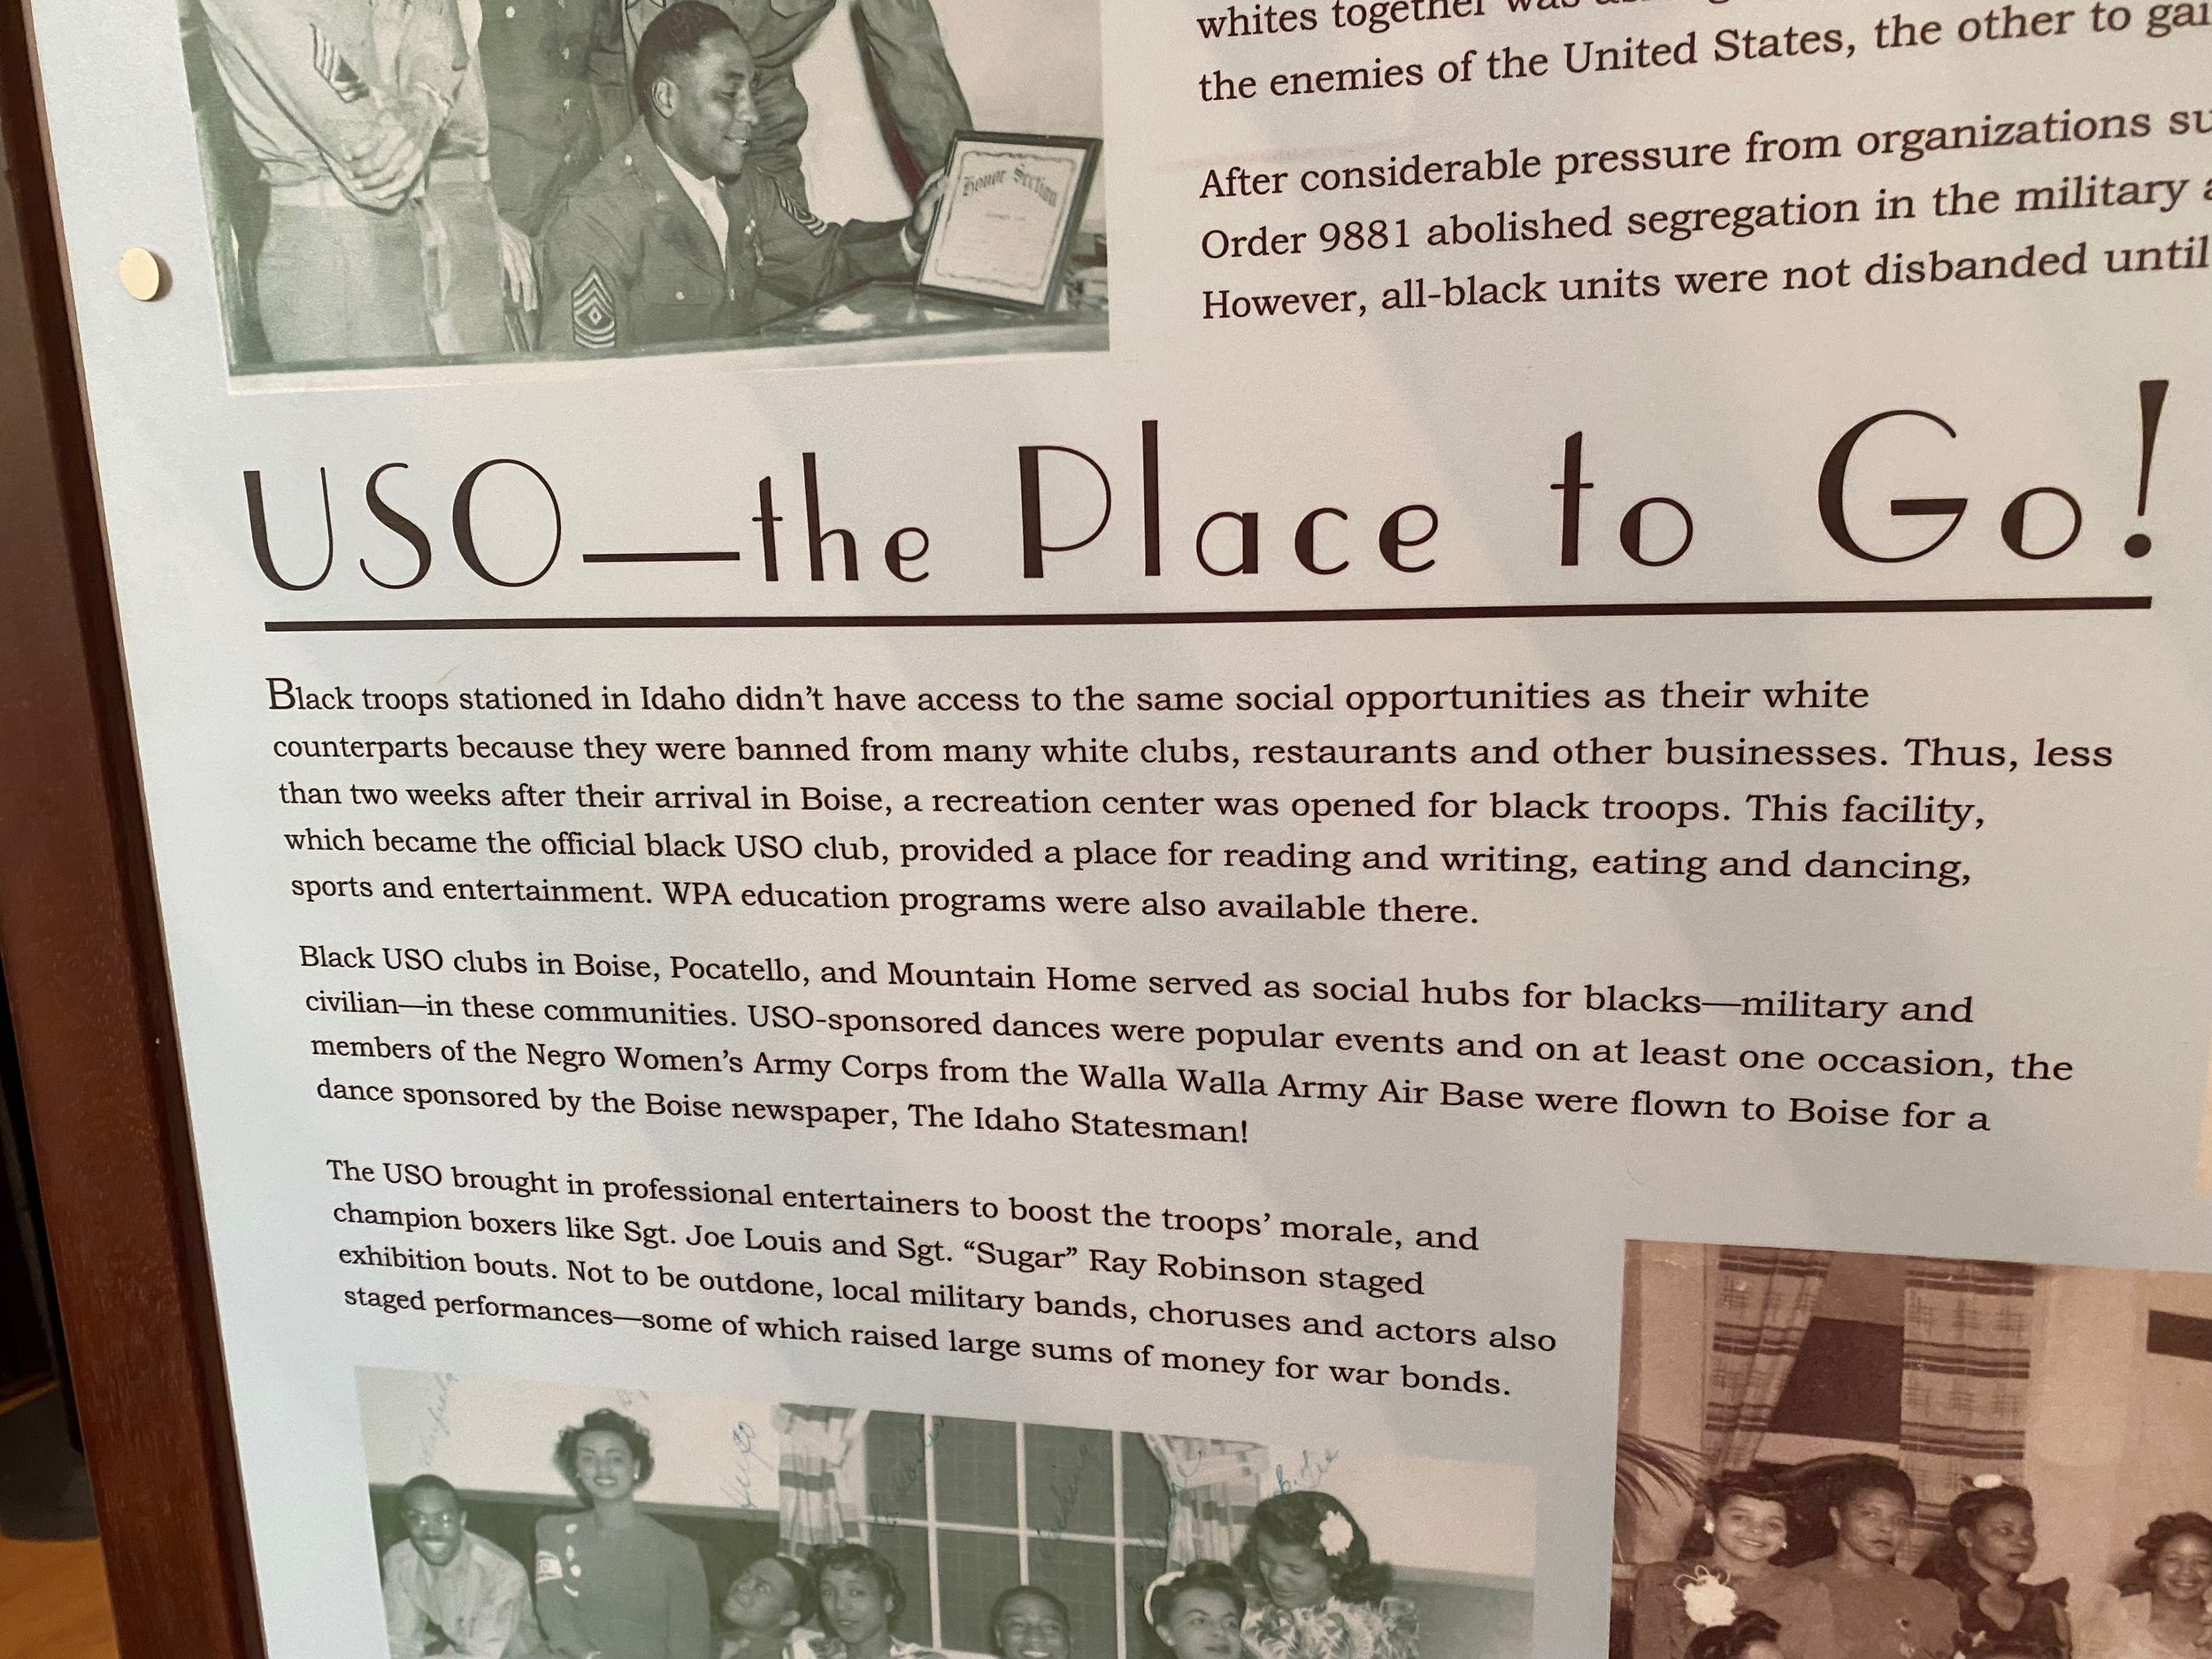 whites together was
the enemies of the United States, the other to
After considerable pressure from organizations
Order 9881 abolished segregation in the military
However, all-black units were not disbanded until
Honor Section
USO—the Place to Go!
Black troops stationed in Idaho didn’t have access to the same social opportunities as their white
counterparts because they were banned from many white clubs, restaurants and other businesses. Thus, less
than two weeks after their arrival in Boise, a recreation center was opened for black troops. This facility,
which became the official black USO club, provided a place for reading and writing, eating and dancing,
sports and entertainment. WPA education programs were also available there.
Black USO clubs in Boise, Pocatello, and Mountain Home served as social hubs for blacks—military and
civilian—in these communities. USO-sponsored dances were popular events and on at least one occasion, the
members of the Negro Women’s Army Corps from the Walla Walla Army Air Base were flown to Boise for a
dance sponsored by the Boise newspaper, The Idaho Statesman!
The USO brought in professional entertainers to boost the troops’ morale, and
champion boxers like Sgt. Joe Louis and Sgt. “Sugar” Ray Robinson staged
exhibition bouts. Not to be outdone, local military bands, choruses and actors also
staged performances—some of which raised large sums of money for war bonds.